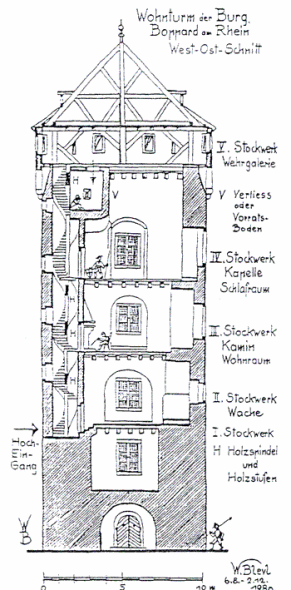 Wohnturm der Burg,
Boppard am Rhein
West-Ost-Schnitt
V. Stockwerk
Wehrgalerie
H
V
V Verliess
oder
Vorrats-
Boden
IV. Stockwerk
Kapelle
Schlafraum
H
III. Stockwerk
Kamin
Wohnraum
H
II. Stockwerk
Wache
I. Stockwerk
Hoch-
Ein-
Gang
H Holzspindel
und
Holzstufen
W
B
W. Blevl
6.8.-2.12.
1980
0 5 10 m